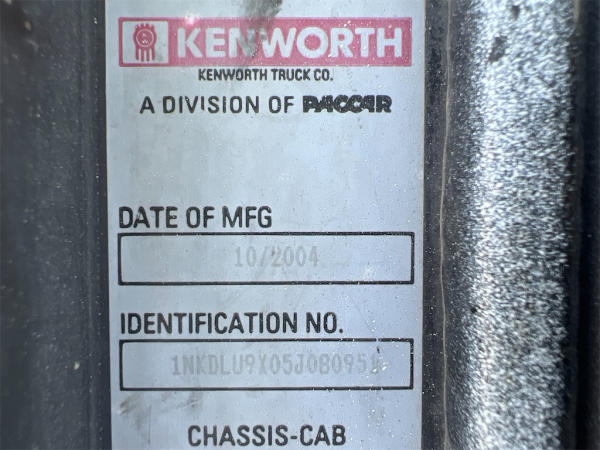 KENWORTH
KENWORTH TRUCK CO.
A DIVISION OF PACCAR
DATE OF MFG
10/2004
IDENTIFICATION NO.
1NKDLU9X05J080951
CHASSIS-CAB